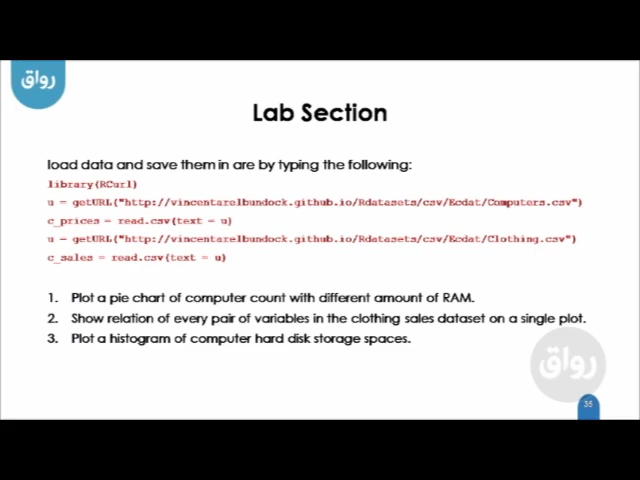 رواق
Lab Section
load data and save them in are by typing the following:
library(RCurl)
u = getURL("http://vincentarelbundock.github.io/Rdatasets/csv/Ecdat/Computers.csv")
c_prices = read.csv(text = u)
u = getURL("http://vincentarelbundock.github.io/Rdatasets/csv/Ecdat/Clothing.csv")
c_sales = read.csv(text = u)
1. Plot a pie chart of computer count with different amount of RAM.
2. Show relation of every pair of variables in the clothing sales dataset on a single plot.
3. Plot a histogram of computer hard disk storage spaces.
رواق
35